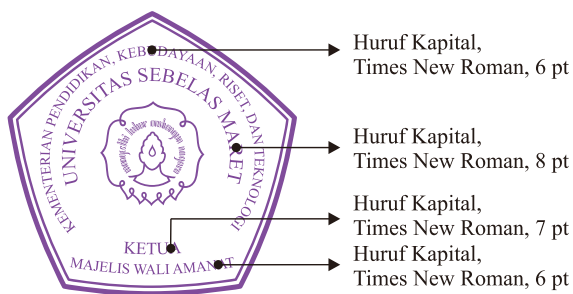 KEMENTERIAN PENDIDIKAN, KEBUDAYAAN, RISET, DAN TEKNOLOGI
UNIVERSITAS SEBELAS MARET
KETUA
MAJELIS WALI AMANAT
Huruf Kapital,
Times New Roman, 6 pt
Huruf Kapital,
Times New Roman, 8 pt
Huruf Kapital,
Times New Roman, 7 pt
Huruf Kapital,
Times New Roman, 6 pt